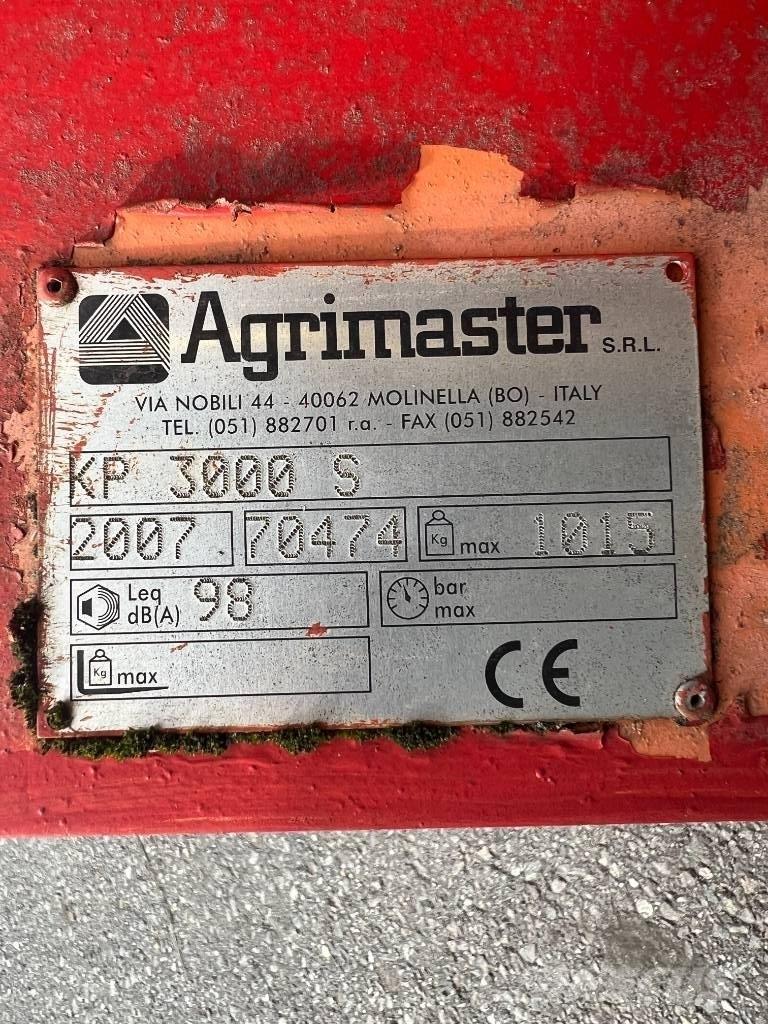 Agrimaster S.R.L.
VIA NOBILI 44 - 40062 MOLINELLA (BO) - ITALY
TEL. (051) 882701 r.a. - FAX (051) 882542
KP 3000 S
2007 70474 Kg max 1015
Leq dB(A) 98 bar max
Kg max CE